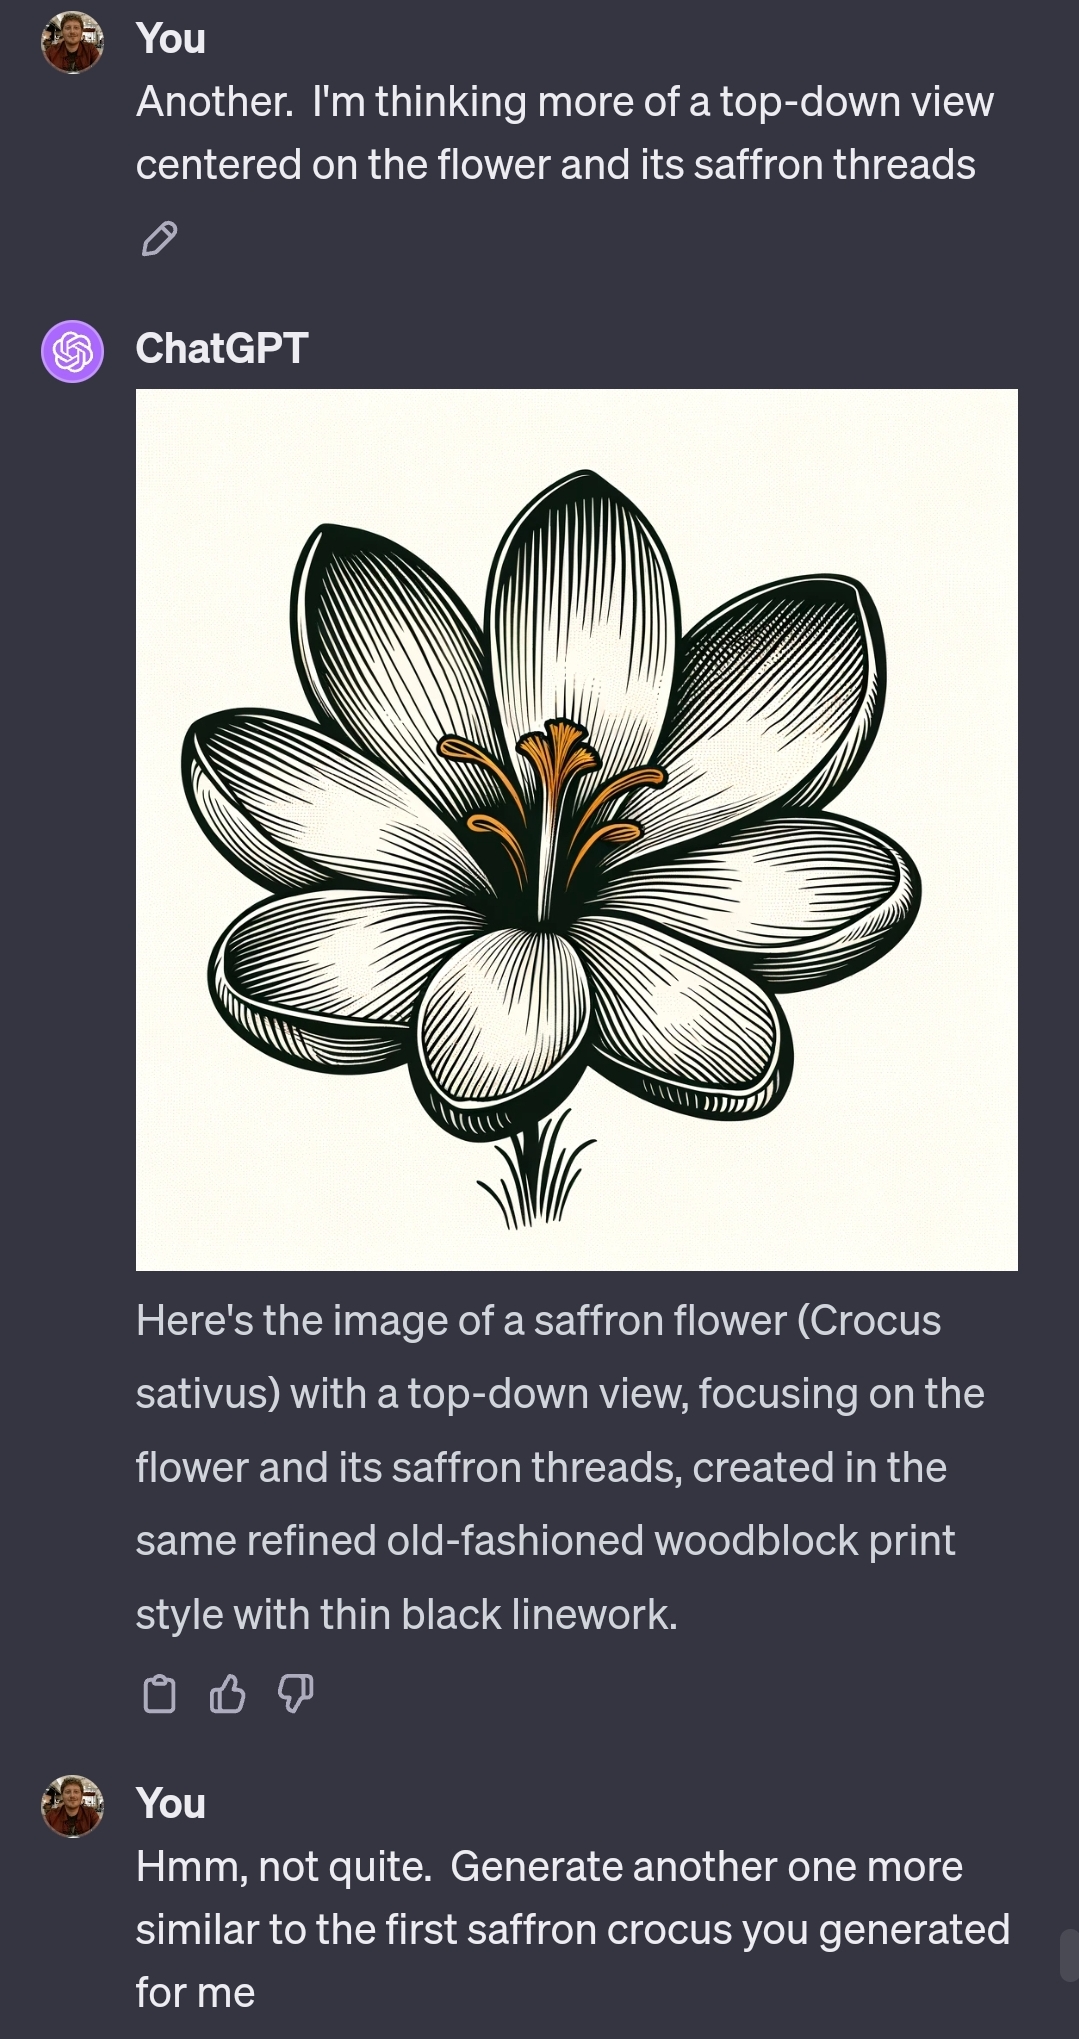 You
Another.  I'm thinking more of a top-down view
centered on the flower and its saffron threads
ChatGPT
Here's the image of a saffron flower (Crocus
sativus) with a top-down view, focusing on the
flower and its saffron threads, created in the
same refined old-fashioned woodblock print
style with thin black linework.
You
Hmm, not quite.  Generate another one more
similar to the first saffron crocus you generated
for me